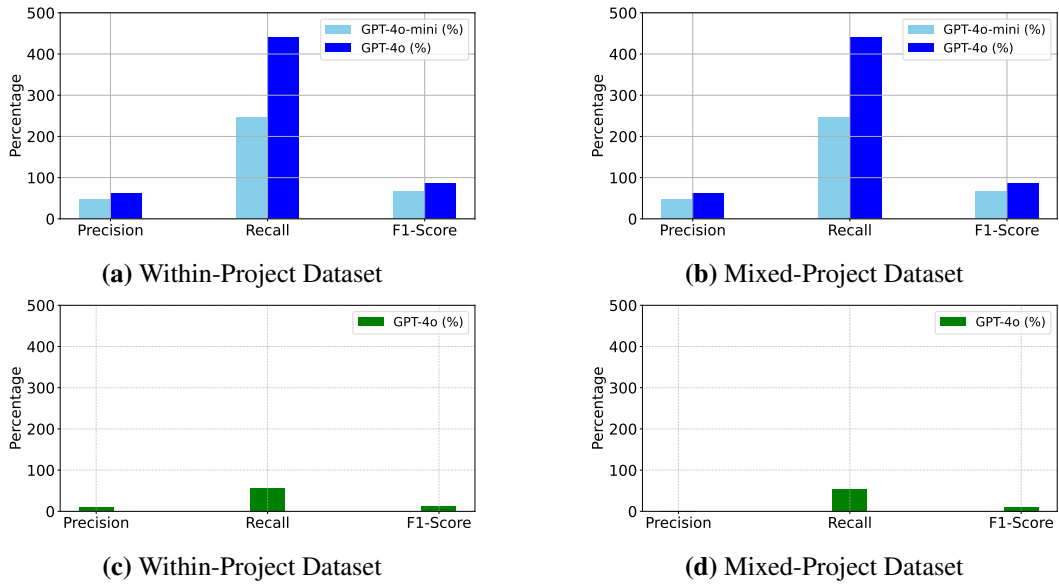 500
400
300
200
100
0
Percentage
GPT-4o-mini (%)
GPT-4o (%)
Precision
Recall
F1-Score
(a) Within-Project Dataset
500
400
300
200
100
0
Percentage
GPT-4o-mini (%)
GPT-4o (%)
Precision
Recall
F1-Score
(b) Mixed-Project Dataset
500
400
300
200
100
0
Percentage
GPT-4o (%)
Precision
Recall
F1-Score
(c) Within-Project Dataset
500
400
300
200
100
0
Percentage
GPT-4o (%)
Precision
Recall
F1-Score
(d) Mixed-Project Dataset